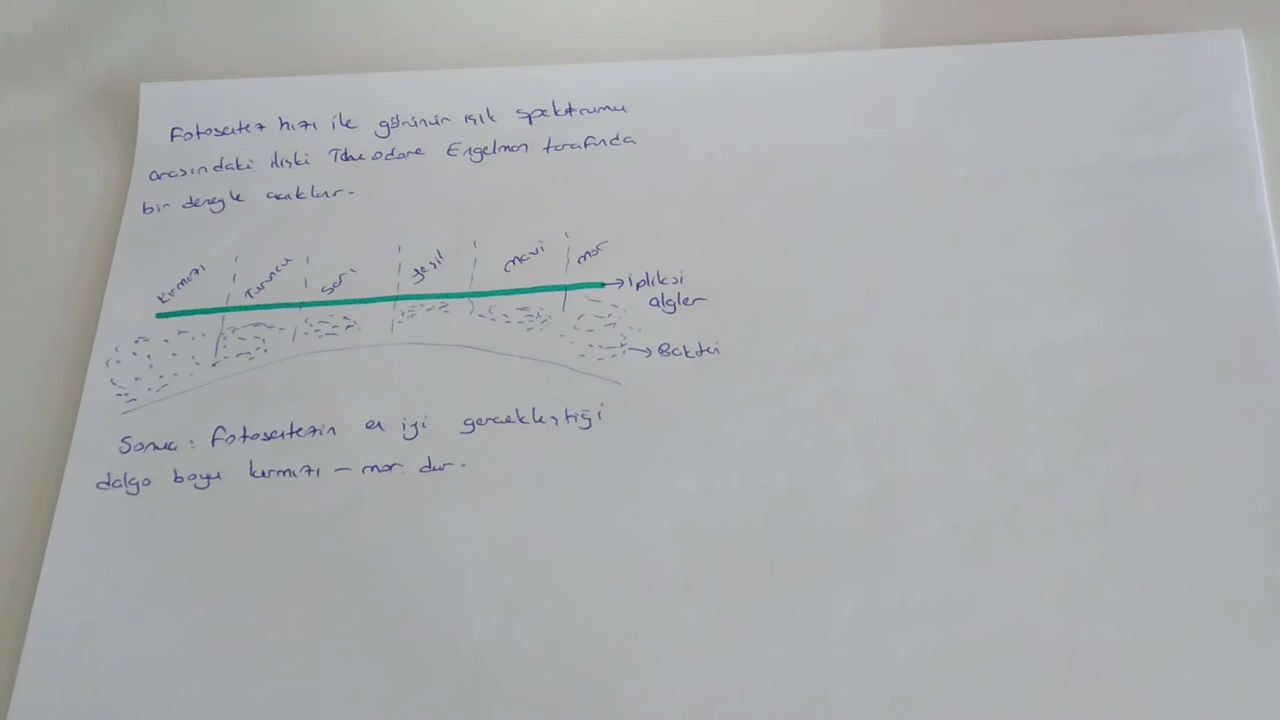 Fotosentez hızı ile görünür ışık spektrumu
arasındaki ilişki Theodore Engelman tarafında
bir deneyle açıklar.
Kırmızı Turuncu Sarı Yeşil Mavi mor
ipliksi
algler
Bakteri
Sonuç: Fotosentezin en iyi gerçekleştiği
dalga boyu kırmızı - mor dur.